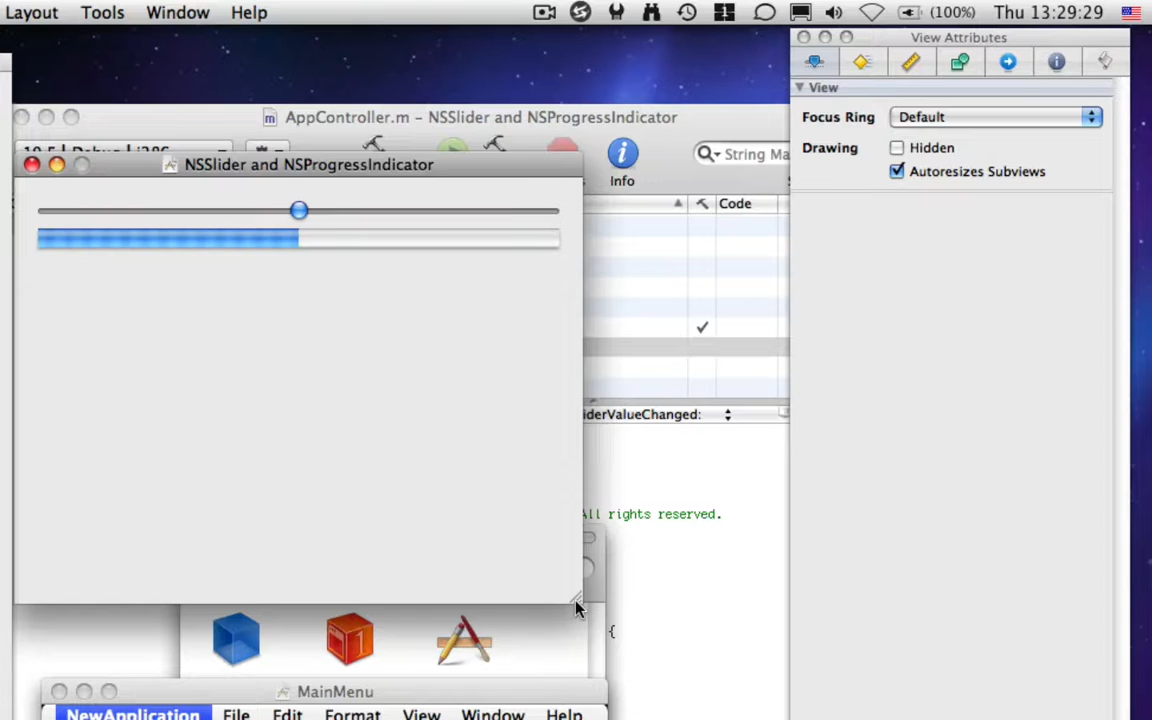 Layout Tools Window Help (100%) Thu 13:29:29
View Attributes
View
Focus Ring Default
Drawing Hidden
Autoresizes Subviews
AppController.m – NSSlider and NSProgressIndicator
String Ma
Info
NSSlider and NSProgressIndicator
Code
iderValueChanged:
All rights reserved.
{
1
MainMenu
NewApplication File Edit Format View Window Help